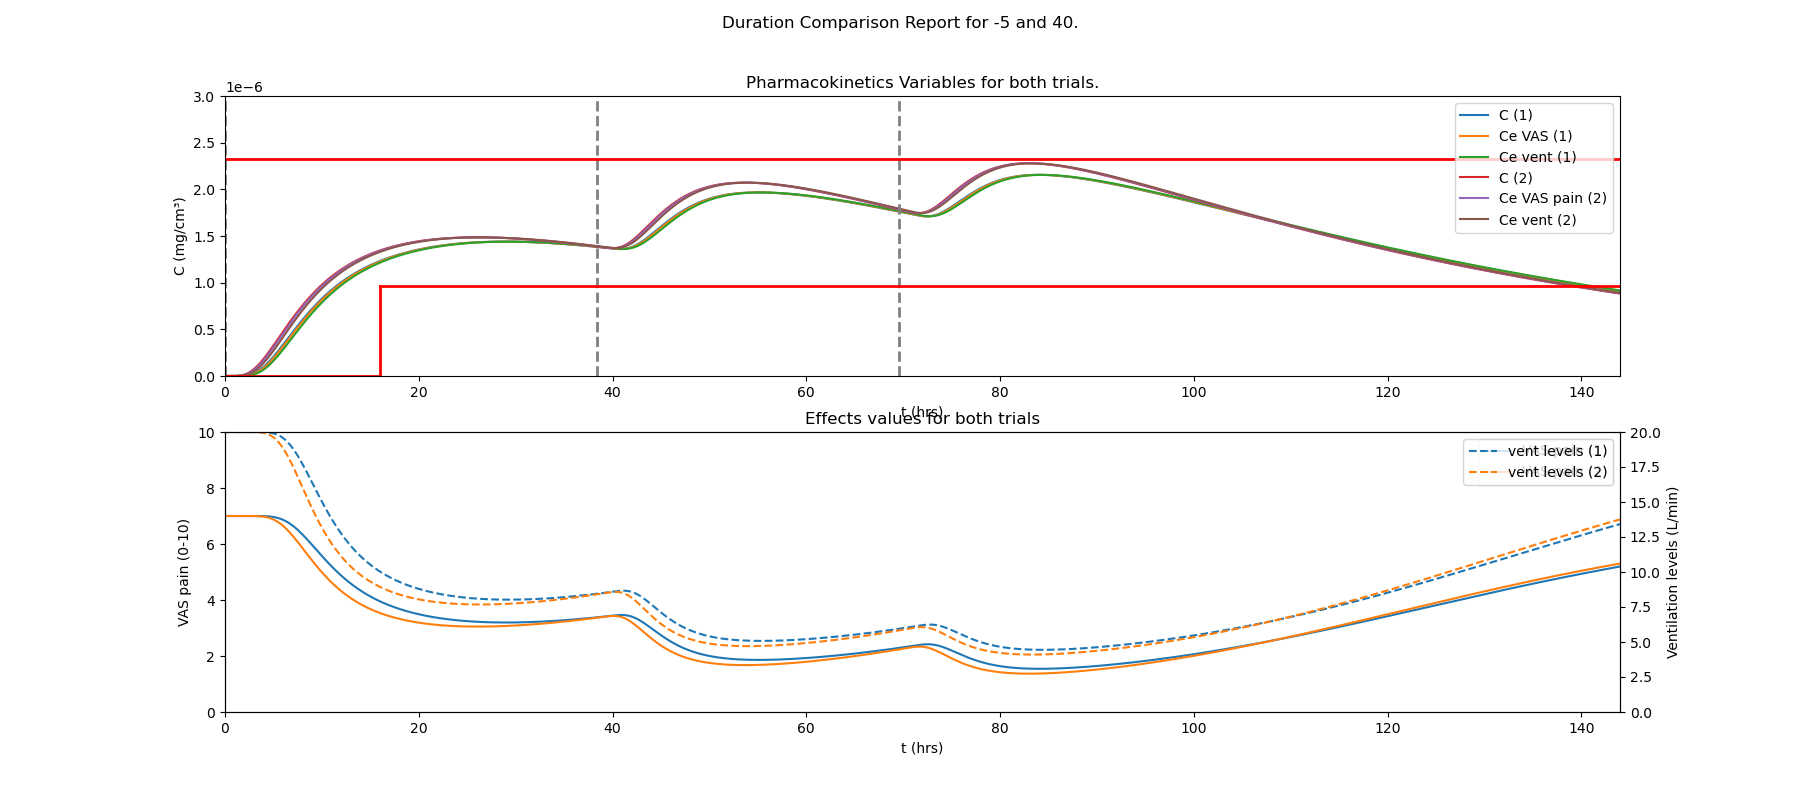 Duration Comparison Report for -5 and 40.
Pharmacokinetics Variables for both trials.
1e−6
C (mg/cm³)
3.0
2.5
2.0
1.5
1.0
0.5
0.0
C (1)
Ce VAS (1)
Ce vent (1)
C (2)
Ce VAS pain (2)
Ce vent (2)
0 20 40 60 80 100 120 140
t (hrs)
Effects values for both trials
VAS pain (0-10)
10
8
6
4
2
0
vent levels (1)
vent levels (2)
20.0
17.5
15.0
12.5
10.0
7.5
5.0
2.5
0.0
Ventilation levels (L/min)
0 20 40 60 80 100 120 140
t (hrs)